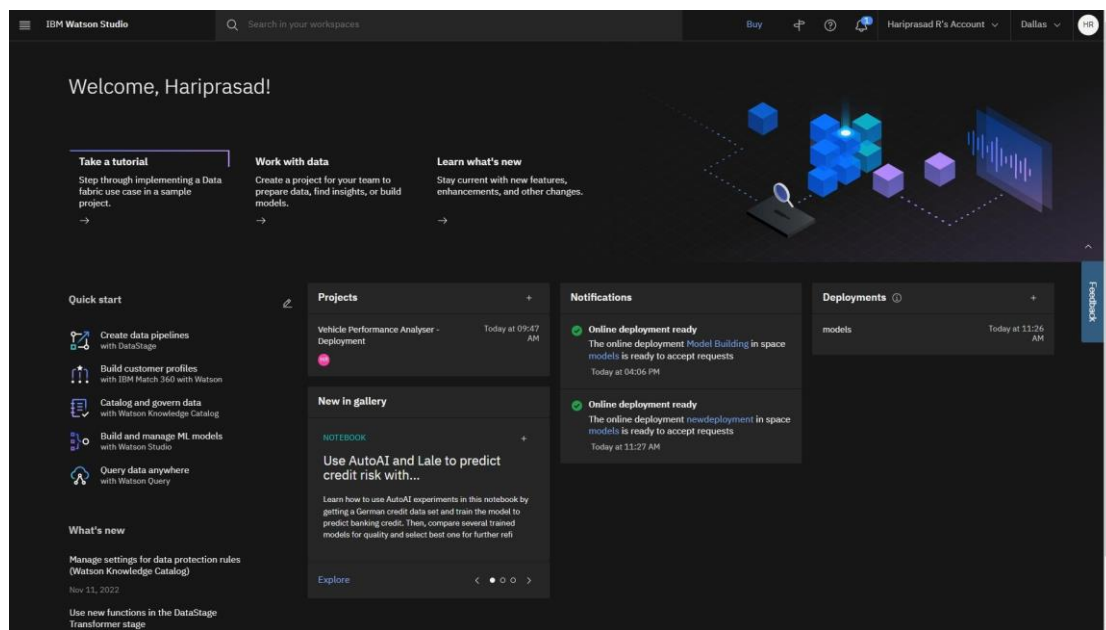 IBM Watson Studio
Search in your workspaces
Buy
1
Hariprasad R's Account
Dallas
HR
Welcome, Hariprasad!
Take a tutorial
Step through implementing a Data
fabric use case in a sample
project.
Work with data
Create a project for your team to
prepare data, find insights, or build
models.
Learn what's new
Stay current with new features,
enhancements, and other changes.
Feedback
Quick start
Create data pipelines
with DataStage
Build customer profiles
with IBM Match 360 with Watson
Catalog and govern data
with Watson Knowledge Catalog
Build and manage ML models
with Watson Studio
Query data anywhere
with Watson Query
What's new
Manage settings for data protection rules
(Watson Knowledge Catalog)
Nov 11, 2022
Use new functions in the DataStage
Transformer stage
Projects
Vehicle Performance Analyser -
Deployment
Today at 09:47
AM
New in gallery
NOTEBOOK
Use AutoAI and Lale to predict
credit risk with...
Learn how to use AutoAI experiments in this notebook by
getting a German credit data set and train the model to
predict banking credit. Then, compare several trained
models for quality and select best one for further refi
Explore
Notifications
Online deployment ready
The online deployment Model Building in space
models is ready to accept requests
Today at 04:06 PM
Online deployment ready
The online deployment newdeployment in space
models is ready to accept requests
Today at 11:27 AM
Deployments
models
Today at 11:26
AM